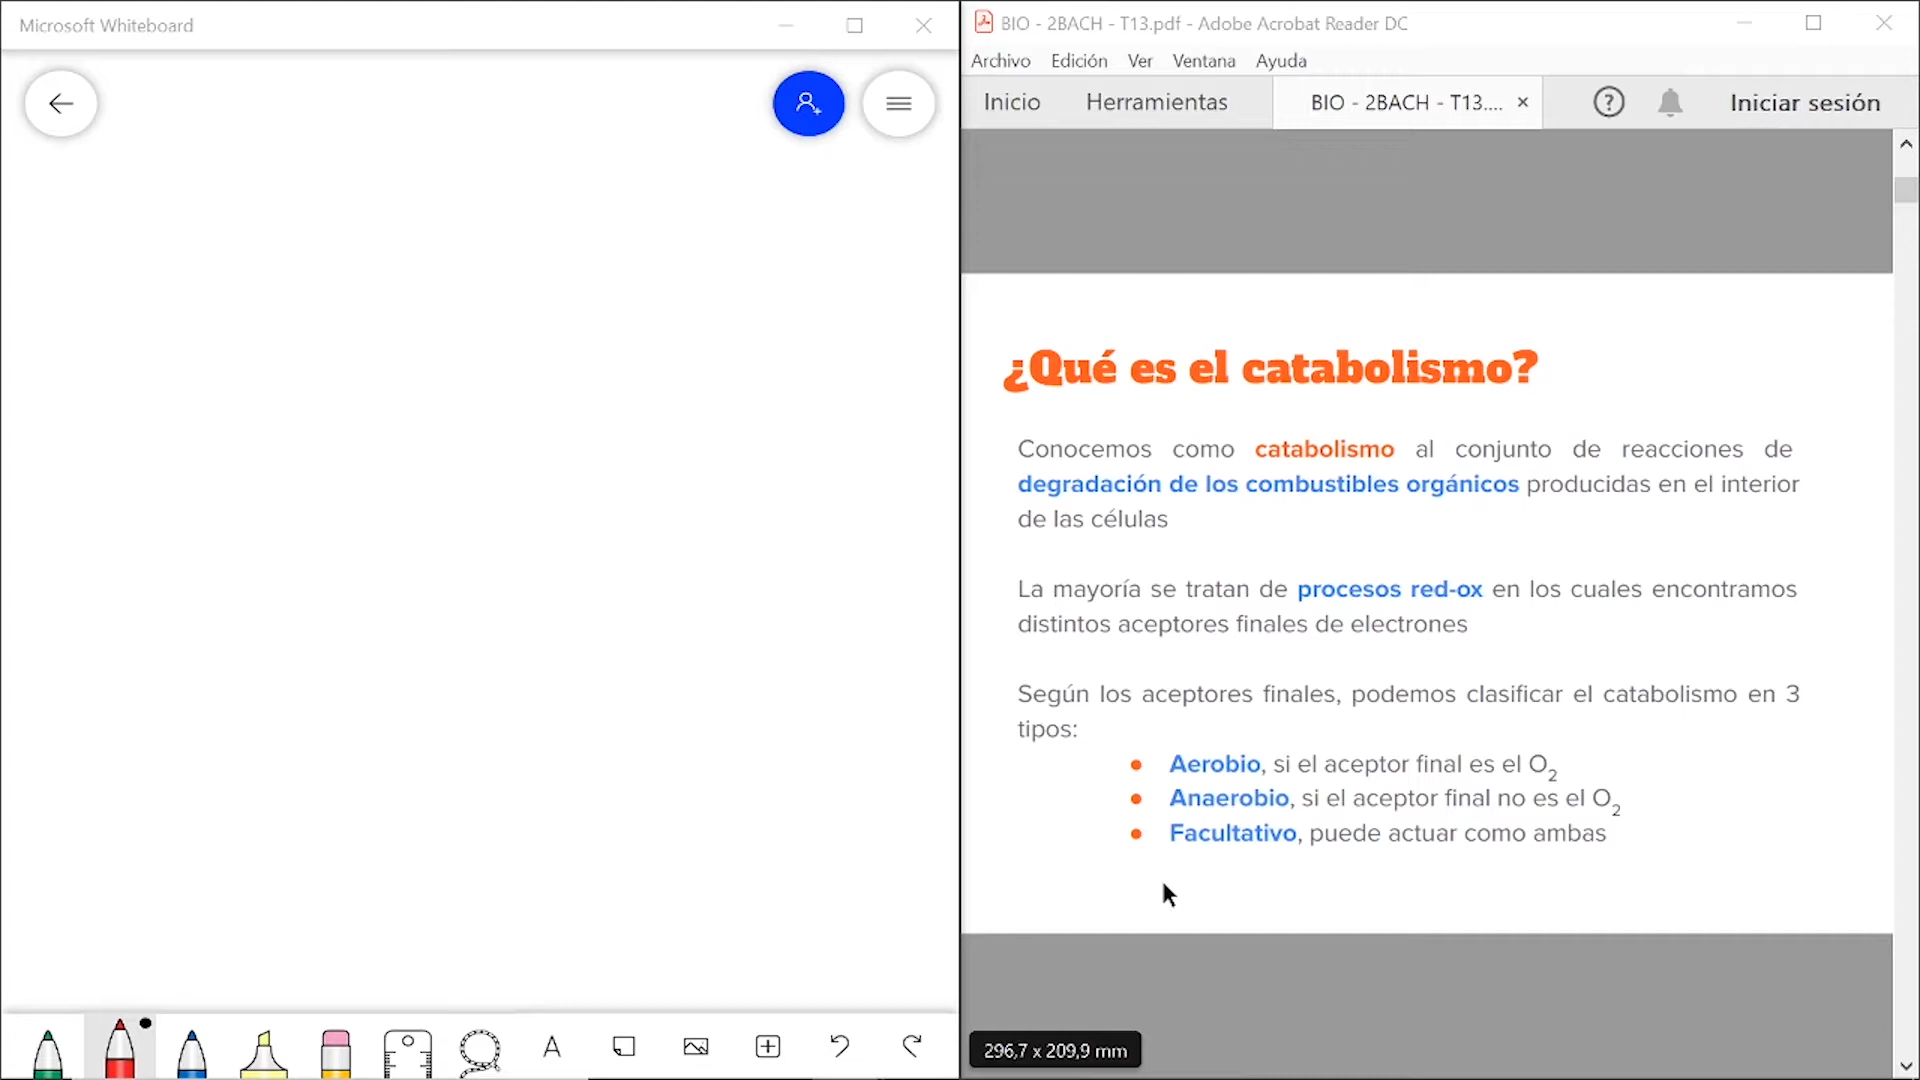 Microsoft Whiteboard
BIO - 2BACH - T13.pdf - Adobe Acrobat Reader DC
Archivo Edición Ver Ventana Ayuda
Inicio Herramientas BIO - 2BACH - T13.... Iniciar sesión
¿Qué es el catabolismo?
Conocemos como catabolismo al conjunto de reacciones de
degradación de los combustibles orgánicos producidas en el interior
de las células
La mayoría se tratan de procesos red-ox en los cuales encontramos
distintos aceptores finales de electrones
Según los aceptores finales, podemos clasificar el catabolismo en 3
tipos:
● Aerobio, si el aceptor final es el O₂
● Anaerobio, si el aceptor final no es el O₂
● Facultativo, puede actuar como ambas
296,7 x 209,9 mm